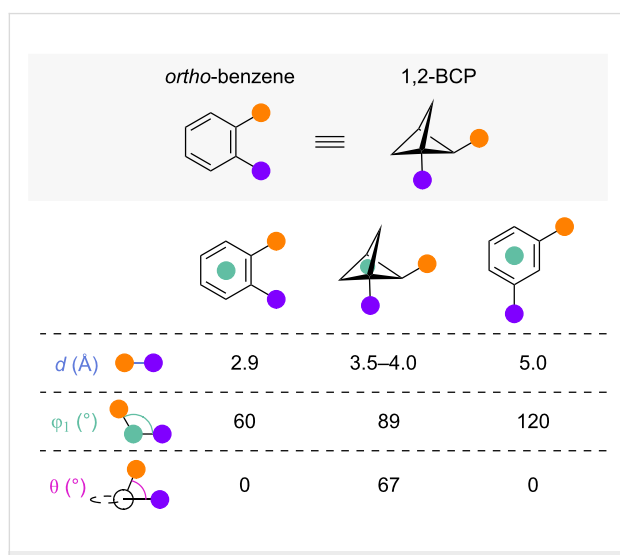 ortho-benzene 1,2-BCP
d (Å) 2.9 3.5–4.0 5.0
φ1 (°) 60 89 120
θ (°) 0 67 0